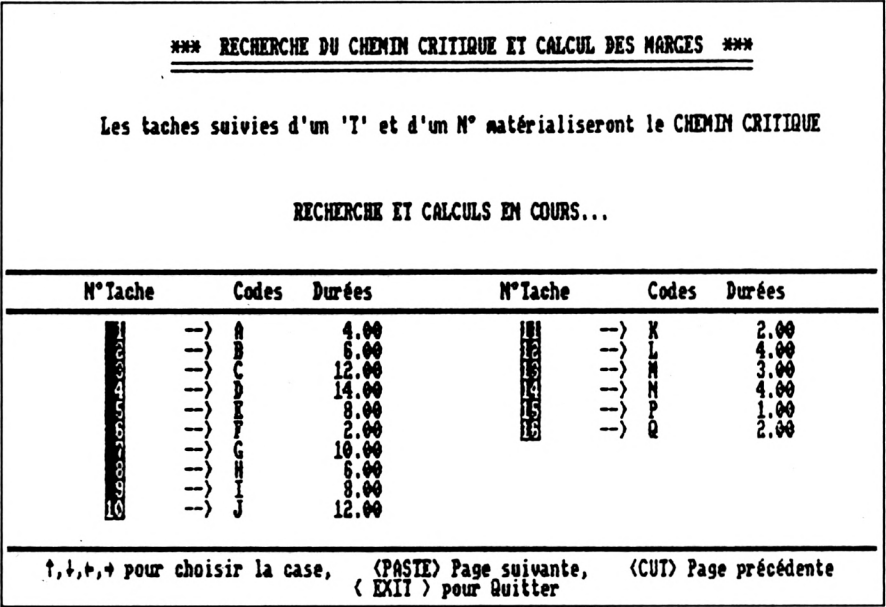 *** RECHERCHE DU CHEMIN CRITIQUE ET CALCUL DES MARGES ***
Les taches suivies d'un 'T' et d'un N° matérialiseront le CHEMIN CRITIQUE
RECHERCHE ET CALCULS EN COURS...
N°Tache Codes Durées N°Tache Codes Durées
1 --> A 4.00 11 --> K 2.00
2 --> B 6.00 12 --> L 4.00
3 --> C 12.00 13 --> M 3.00
4 --> D 14.00 14 --> N 4.00
5 --> E 8.00 15 --> P 1.00
6 --> F 2.00 16 --> Q 2.00
7 --> G 10.00
8 --> H 6.00
9 --> I 8.00
10 --> J 12.00
↑,↓,←,→ pour choisir la case, <PASTE> Page suivante, <CUT> Page précédente
< EXIT > pour Quitter